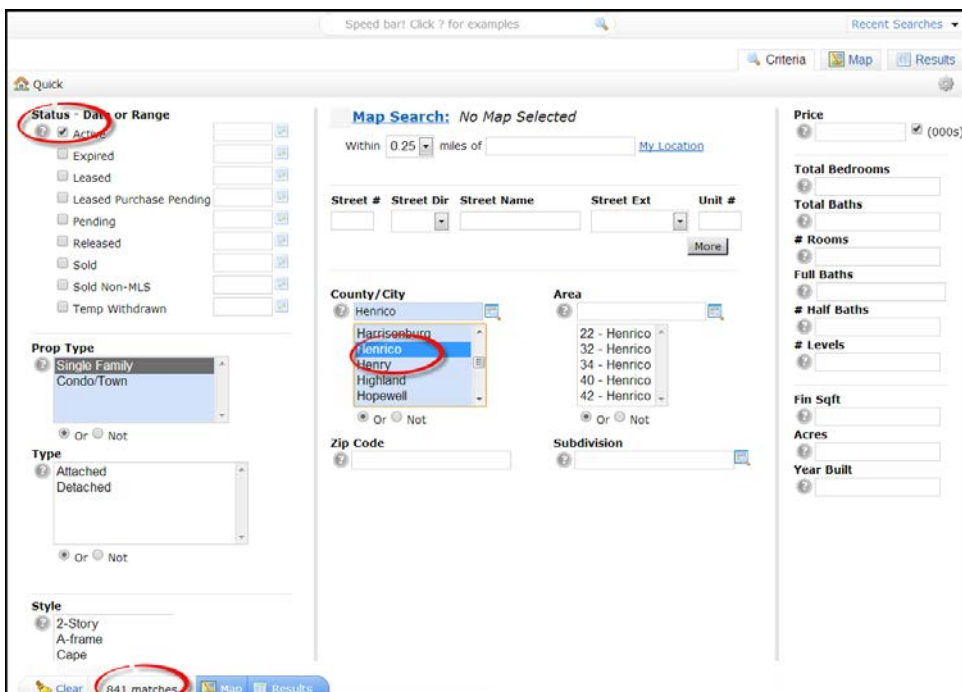 Speed bar! Click ? for examples
Recent Searches
Criteria Map Results
Quick
Status - Date or Range
Active
Expired
Leased
Leased Purchase Pending
Pending
Released
Sold
Sold Non-MLS
Temp Withdrawn
Prop Type
Single Family
Condo/Town
Or Not
Type
Attached
Detached
Or Not
Style
2-Story
A-frame
Cape
Map Search: No Map Selected
Within 0.25 miles of My Location
Street # Street Dir Street Name Street Ext Unit #
More
County/City
Henrico
Harrisonburg
Henrico
Henry
Highland
Hopewell
Or Not
Area
22 - Henrico
32 - Henrico
34 - Henrico
40 - Henrico
42 - Henrico
Or Not
Zip Code
Subdivision
Price
(000s)
Total Bedrooms
Total Baths
# Rooms
Full Baths
# Half Baths
# Levels
Fin Sqft
Acres
Year Built
Clear 841 matches Map Results